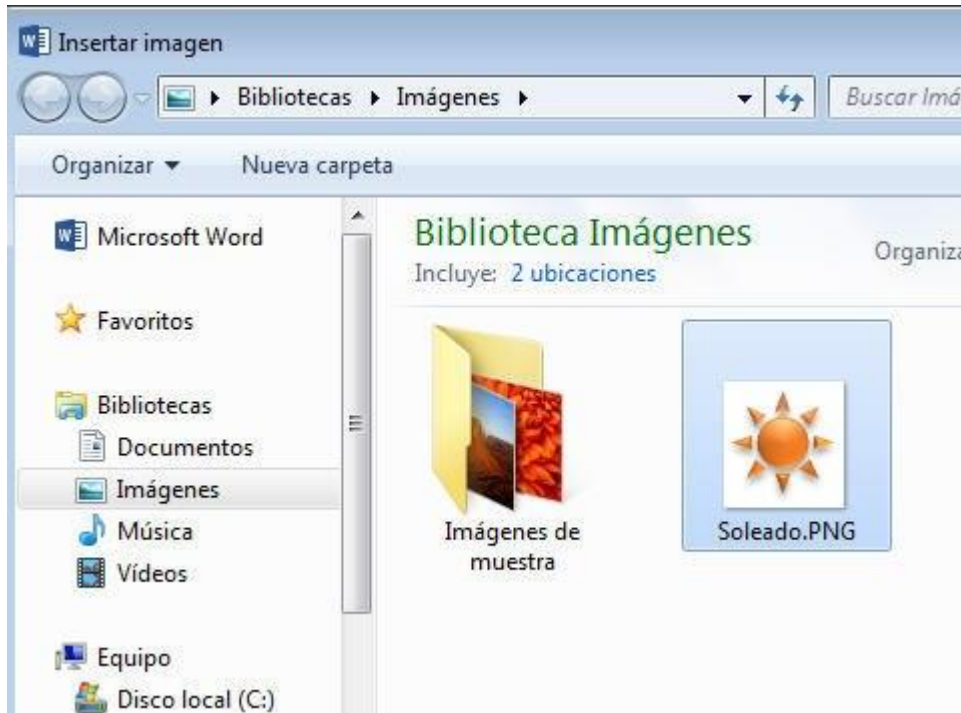 Insertar imagen
Bibliotecas Imágenes
Buscar Imá
Organizar Nueva carpeta
Microsoft Word
Favoritos
Bibliotecas
Documentos
Imágenes
Música
Vídeos
Equipo
Disco local (C:)
Biblioteca Imágenes
Incluye: 2 ubicaciones
Organiza
Imágenes de
muestra
Soleado.PNG